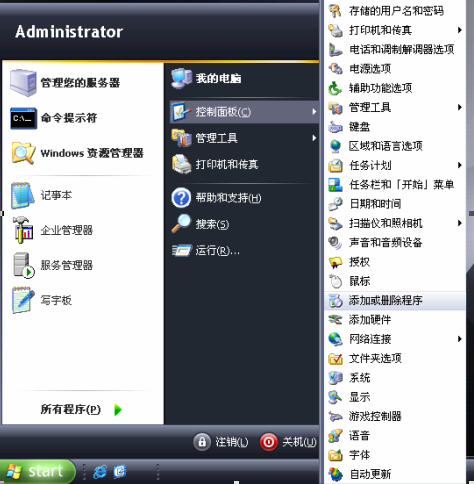 Administrator
管理您的服务器
命令提示符
Windows 资源管理器
记事本
企业管理器
服务管理器
写字板
所有程序(P)
我的电脑
控制面板(C)
管理工具
打印机和传真
帮助和支持(H)
搜索(S)
运行(R)...
注销(L)
关机(U)
start
存储的用户名和密码
打印机和传真
电话和调制解调器选项
电源选项
辅助功能选项
管理工具
键盘
区域和语言选项
任务计划
任务栏和「开始」菜单
日期和时间
扫描仪和照相机
声音和音频设备
授权
鼠标
添加或删除程序
添加硬件
网络连接
文件夹选项
系统
显示
游戏控制器
语音
字体
自动更新